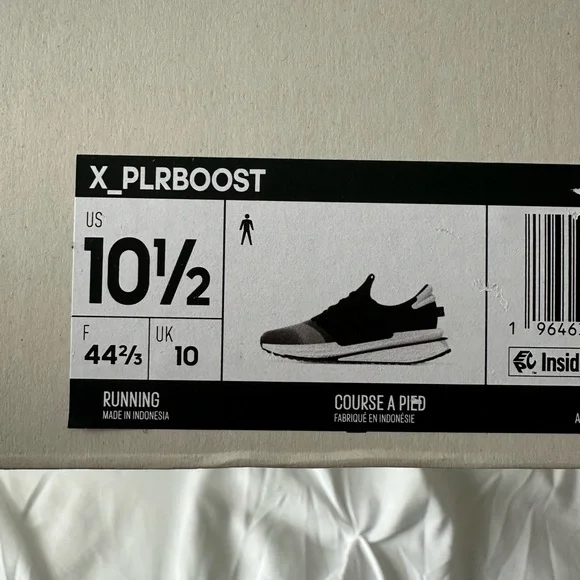 X_PLRBOOST
US
10½
F
44⅔
UK
10
1 9646
Insid
RUNNING
MADE IN INDONESIA
COURSE A PIED
FABRIQUÉ EN INDONÉSIE
A